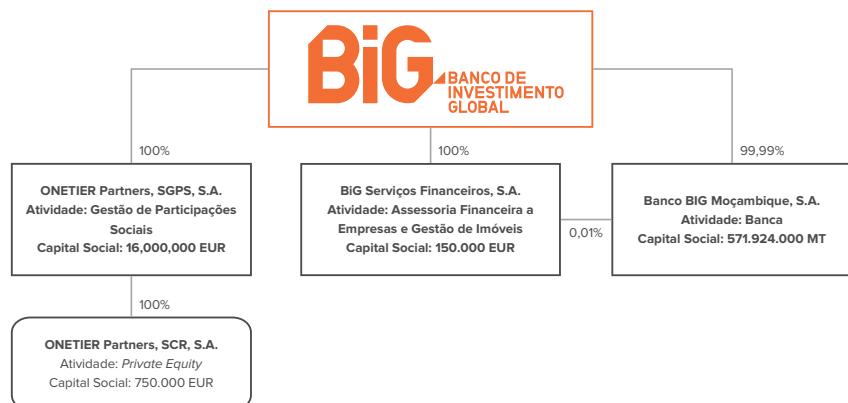 BiG
BANCO DE
INVESTIMENTO
GLOBAL
100%
100%
99,99%
ONETIER Partners, SGPS, S.A.
Atividade: Gestão de Participações
Sociais
Capital Social: 16,000,000 EUR
BiG Serviços Financeiros, S.A.
Atividade: Assessoria Financeira a
Empresas e Gestão de Imóveis
Capital Social: 150.000 EUR
0,01%
Banco BIG Moçambique, S.A.
Atividade: Banca
Capital Social: 571.924.000 MT
100%
ONETIER Partners, SCR, S.A.
Atividade: Private Equity
Capital Social: 750.000 EUR